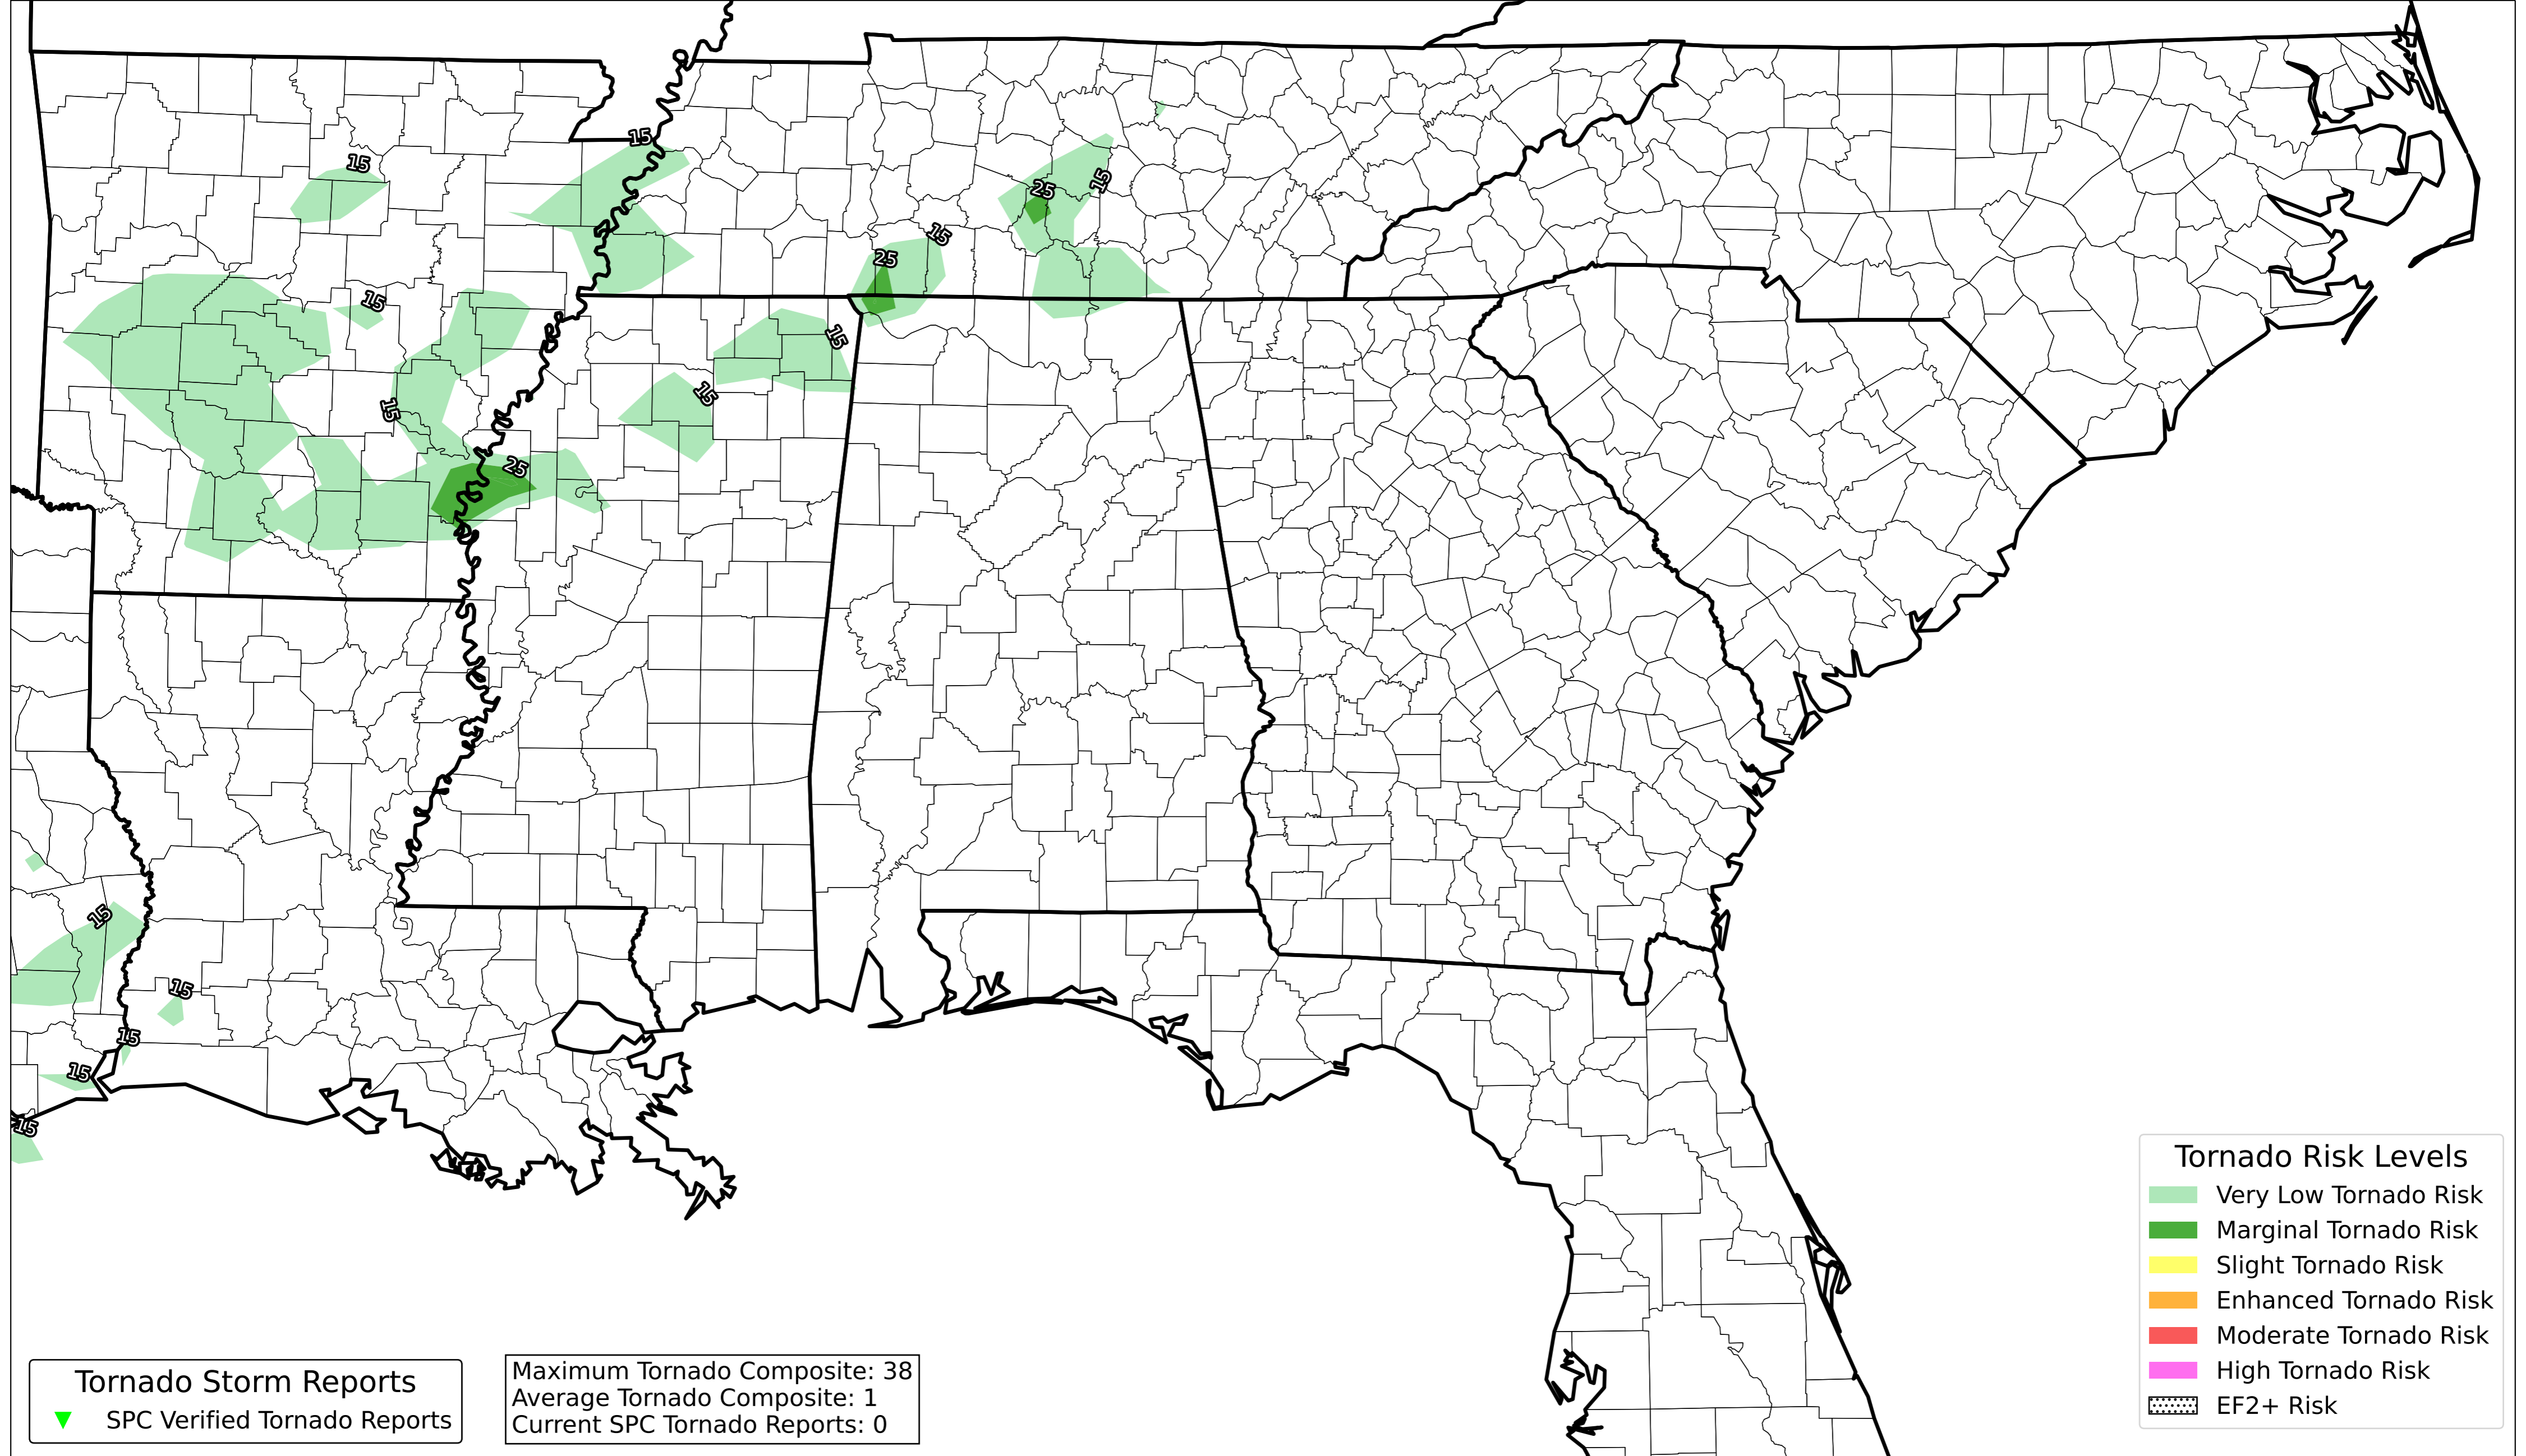 15
15
25
15
15
25
15
15
15
15
25
15
15
15
15
15
Tornado Risk Levels
Very Low Tornado Risk
Marginal Tornado Risk
Slight Tornado Risk
Enhanced Tornado Risk
Moderate Tornado Risk
High Tornado Risk
EF2+ Risk
Tornado Storm Reports
SPC Verified Tornado Reports
Maximum Tornado Composite: 38
Average Tornado Composite: 1
Current SPC Tornado Reports: 0